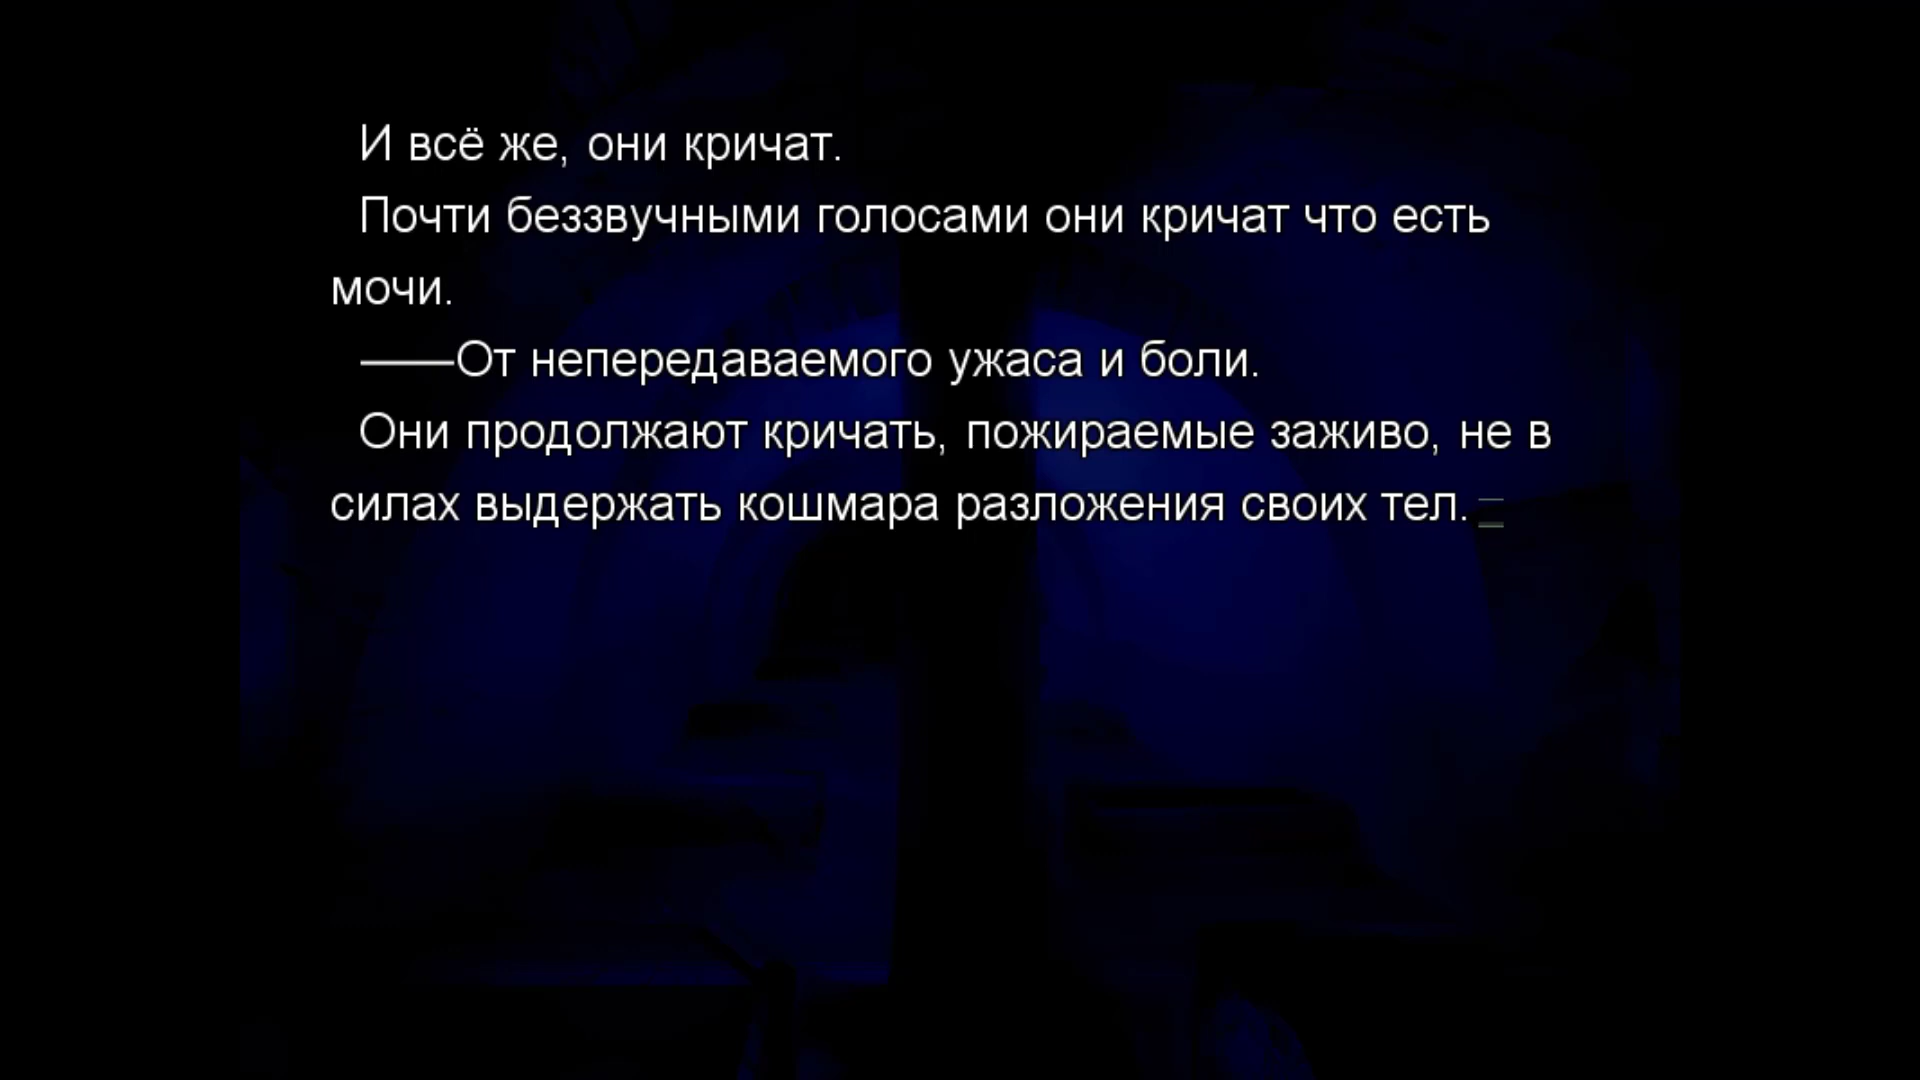 И всё же, они кричат.
Почти беззвучными голосами они кричат что есть
мочи.
——От непередаваемого ужаса и боли.
Они продолжают кричать, пожираемые заживо, не в
силах выдержать кошмара разложения своих тел.